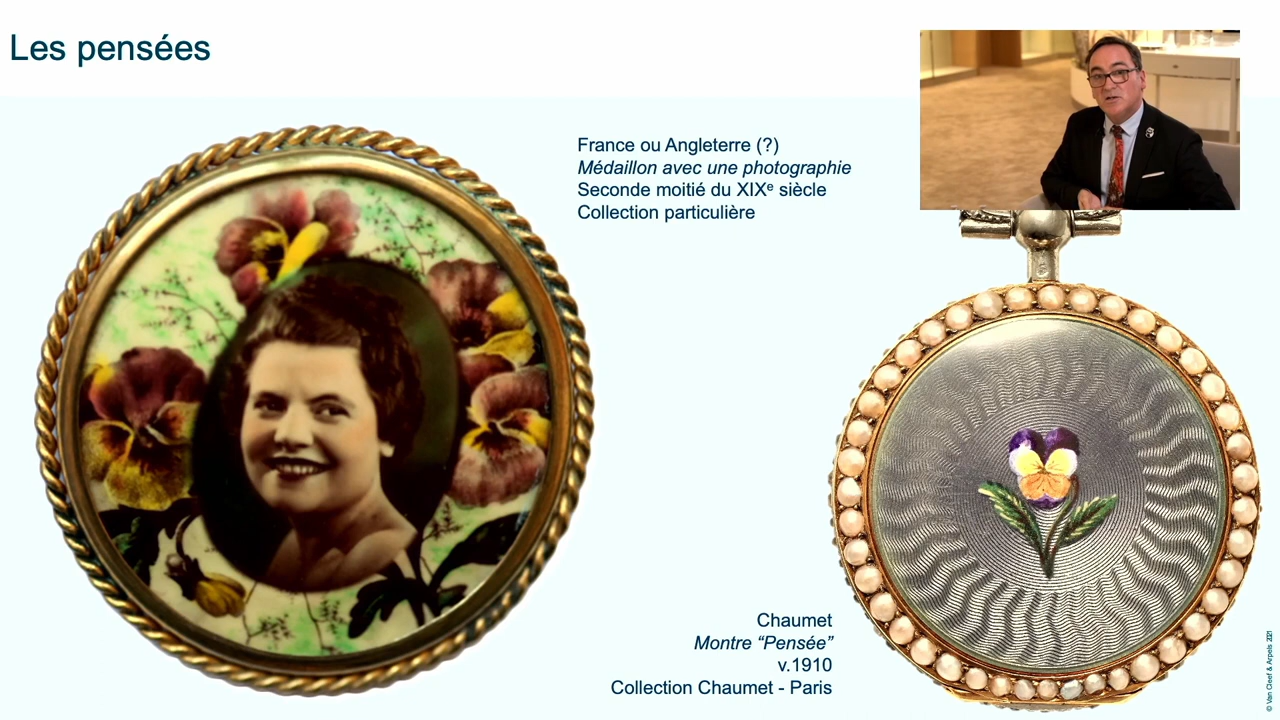 Les pensées
France ou Angleterre (?)
Médaillon avec une photographie
Seconde moitié du XIXᵉ siècle
Collection particulière
Chaumet
Montre “Pensée”
v.1910
Collection Chaumet - Paris
© Van Cleef & Arpels 2021